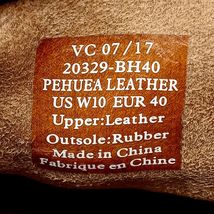 VC 07/17
20329-BH40
PEHUEA LEATHER
US W10 EUR 40
Upper:Leather
Outsole:Rubber
Made in China
Fabrique en Chine